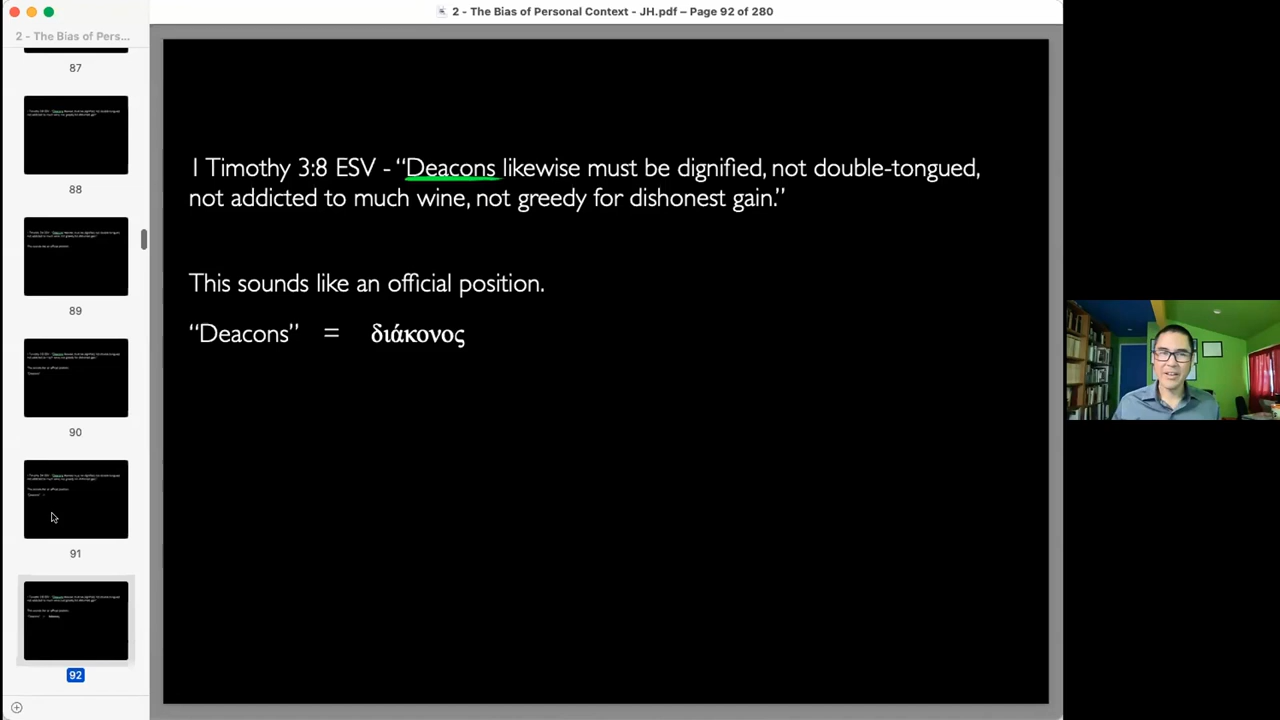 2 - The Bias of Personal Context - JH.pdf – Page 92 of 280
2 - The Bias of Pers...
87
88
89
90
91
92
1 Timothy 3:8 ESV - “Deacons likewise must be dignified, not double-tongued,
not addicted to much wine, not greedy for dishonest gain.”
This sounds like an official position.
“Deacons” = διάκονος